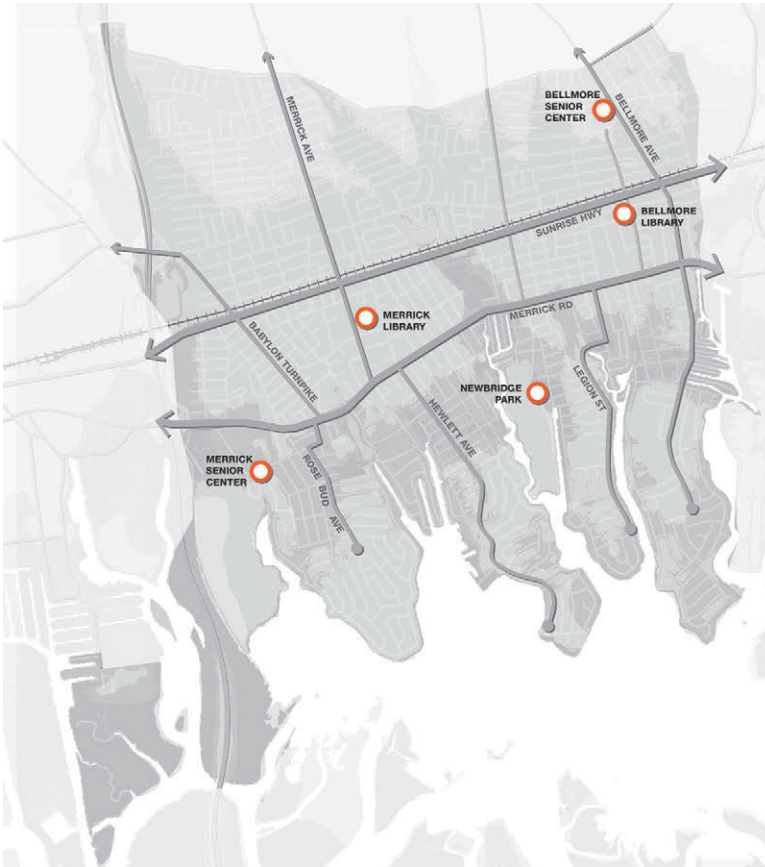 BELLMORE
SENIOR
CENTER
BELLMORE AVE
MERRICK AVE
BELLMORE
LIBRARY
SUNRISE HWY
MERRICK RD
MERRICK
LIBRARY
BABYLON TURNPIKE
NEWBRIDGE
PARK
LEGION ST
HEWLETT AVE
MERRICK
SENIOR
CENTER
ROSE BUD AVE